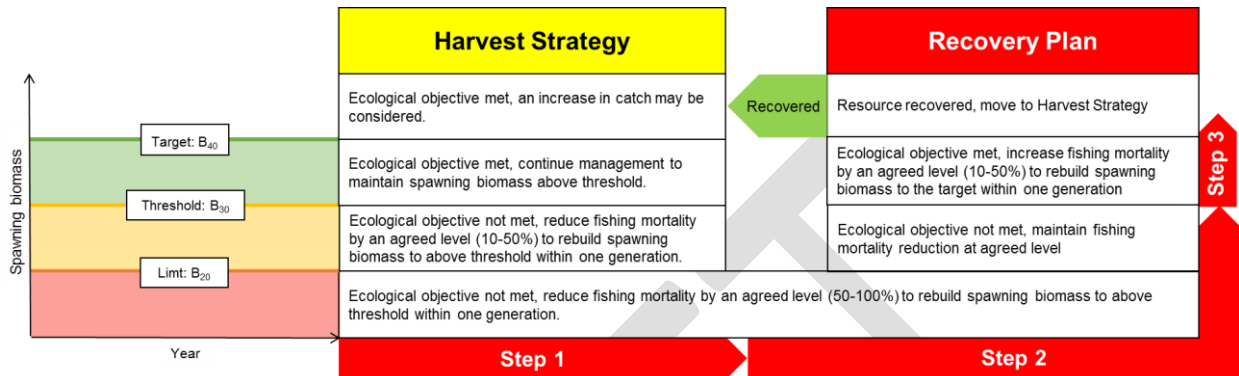 Harvest Strategy
Recovery Plan
Spawning biomass
Target: B40
Threshold: B30
Limt: B20
Year
Ecological objective met, an increase in catch may be
considered.
Recovered
Resource recovered, move to Harvest Strategy
Ecological objective met, continue management to
maintain spawning biomass above threshold.
Ecological objective met, increase fishing mortality
by an agreed level (10-50%) to rebuild spawning
biomass to the target within one generation
Ecological objective not met, reduce fishing mortality
by an agreed level (10-50%) to rebuild spawning
biomass to above threshold within one generation.
Ecological objective not met, maintain fishing
mortality reduction at agreed level
Ecological objective not met, reduce fishing mortality by an agreed level (50-100%) to rebuild spawning biomass to above
threshold within one generation.
Step 1
Step 2
Step 3